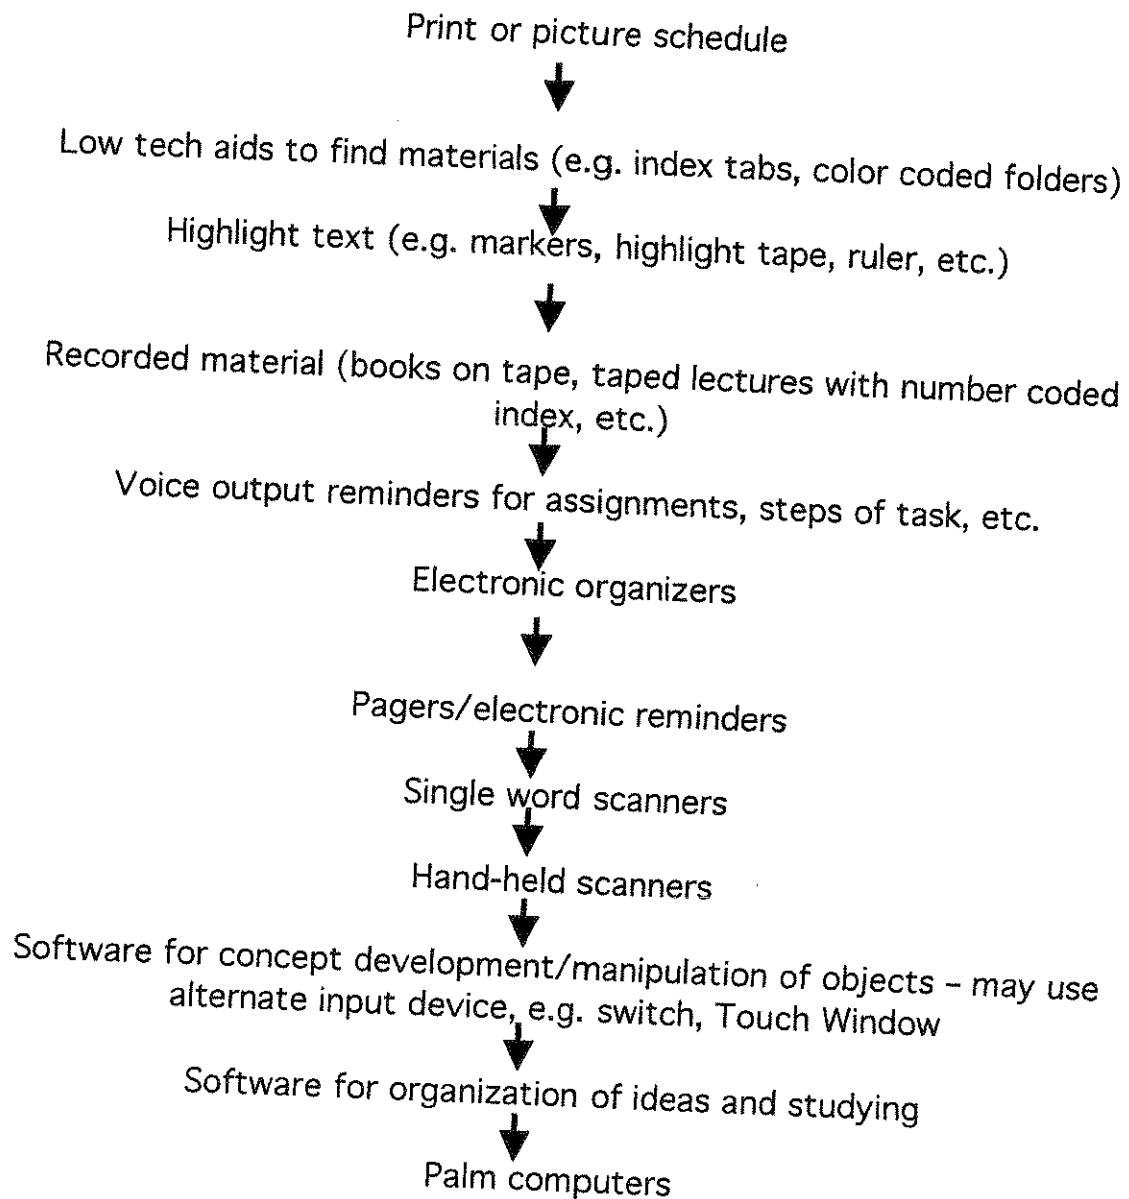 Print or picture schedule
Low tech aids to find materials (e.g. index tabs, color coded folders)
Highlight text (e.g. markers, highlight tape, ruler, etc.)
Recorded material (books on tape, taped lectures with number coded
index, etc.)
Voice output reminders for assignments, steps of task, etc.
Electronic organizers
Pagers/electronic reminders
Single word scanners
Hand-held scanners
Software for concept development/manipulation of objects – may use
alternate input device, e.g. switch, Touch Window
Software for organization of ideas and studying
Palm computers